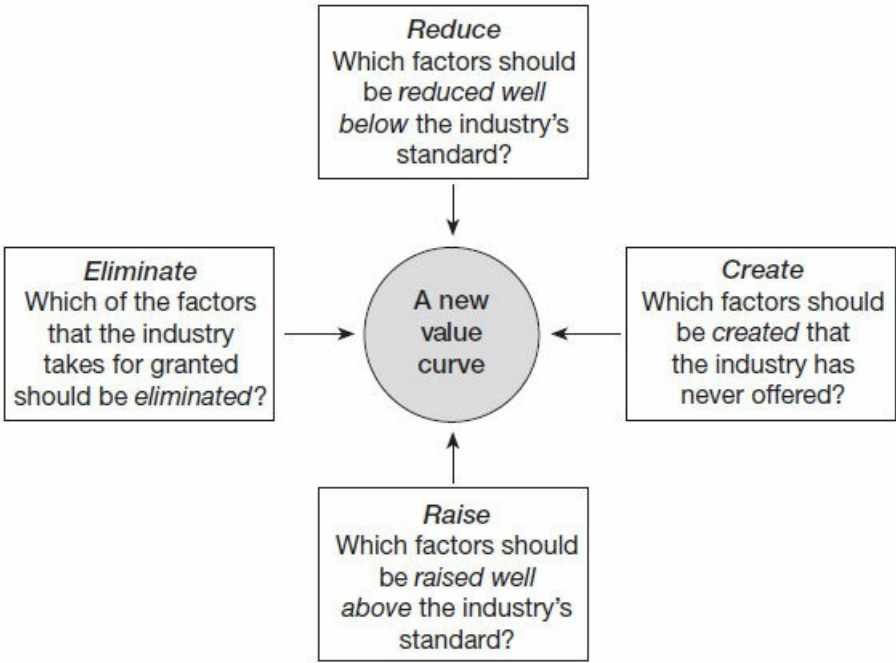 Reduce
Which factors should
be reduced well
below the industry's
standard?
Eliminate
Which of the factors
that the industry
takes for granted
should be eliminated?
A new
value
curve
Create
Which factors should
be created that
the industry has
never offered?
Raise
Which factors should
be raised well
above the industry's
standard?